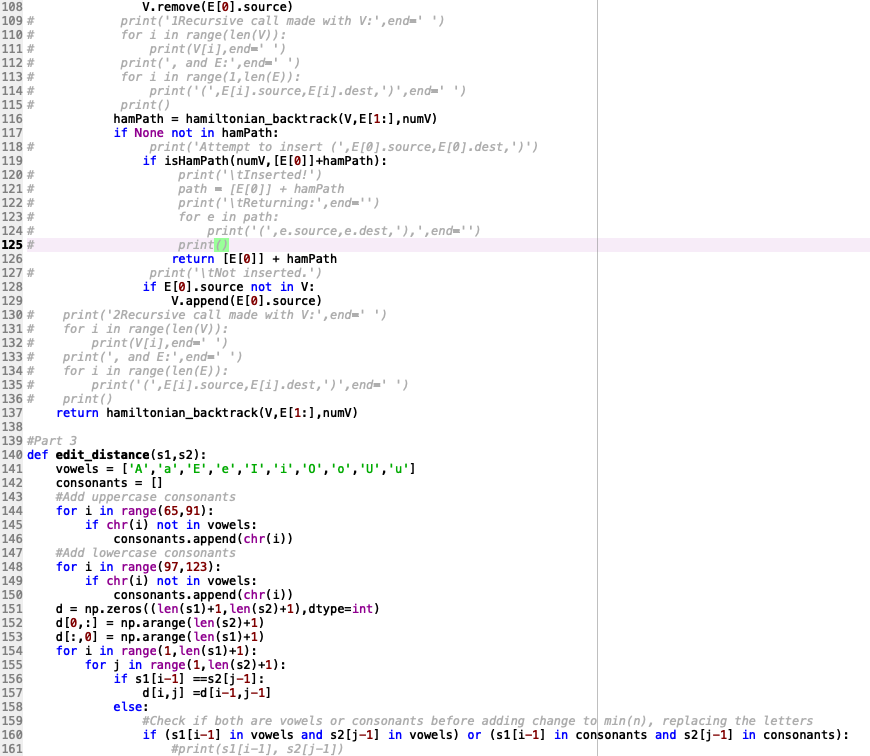 108                V.remove(E[0].source)
109 #            print('1Recursive call made with V:',end=' ')
110 #            for i in range(len(V)):
111 #                print(V[i],end=' ')
112 #            print(', and E:',end=' ')
113 #            for i in range(1,len(E)):
114 #                print('(',E[i].source,E[i].dest,')',end=' ')
115 #            print()
116            hamPath = hamiltonian_backtrack(V,E[1:],numV)
117            if None not in hamPath:
118 #                print('Attempt to insert (',E[0].source,E[0].dest,')')
119                if isHamPath(numV,[E[0]]+hamPath):
120 #                    print('\tInserted!')
121 #                    path = [E[0]] + hamPath
122 #                    print('\tReturning:',end='')
123 #                    for e in path:
124 #                        print('(',e.source,e.dest,'),',end='')
125 #                    print()
126                    return [E[0]] + hamPath
127 #                print('\tNot inserted.')
128                if E[0].source not in V:
129                    V.append(E[0].source)
130 #    print('2Recursive call made with V:',end=' ')
131 #    for i in range(len(V)):
132 #        print(V[i],end=' ')
133 #    print(', and E:',end=' ')
134 #    for i in range(len(E)):
135 #        print('(',E[i].source,E[i].dest,')',end=' ')
136 #    print()
137    return hamiltonian_backtrack(V,E[1:],numV)
138
139 #Part 3
140 def edit_distance(s1,s2):
141    vowels = ['A','a','E','e','I','i','O','o','U','u']
142    consonants = []
143    #Add uppercase consonants
144    for i in range(65,91):
145        if chr(i) not in vowels:
146            consonants.append(chr(i))
147    #Add lowercase consonants
148    for i in range(97,123):
149        if chr(i) not in vowels:
150            consonants.append(chr(i))
151    d = np.zeros((len(s1)+1,len(s2)+1),dtype=int)
152    d[0,:] = np.arange(len(s2)+1)
153    d[:,0] = np.arange(len(s1)+1)
154    for i in range(1,len(s1)+1):
155        for j in range(1,len(s2)+1):
156            if s1[i-1] ==s2[j-1]:
157                d[i,j] =d[i-1,j-1]
158            else:
159                #Check if both are vowels or consonants before adding change to min(n), replacing the letters
160                if (s1[i-1] in vowels and s2[j-1] in vowels) or (s1[i-1] in consonants and s2[j-1] in consonants):
161                    #print(s1[i-1], s2[j-1])